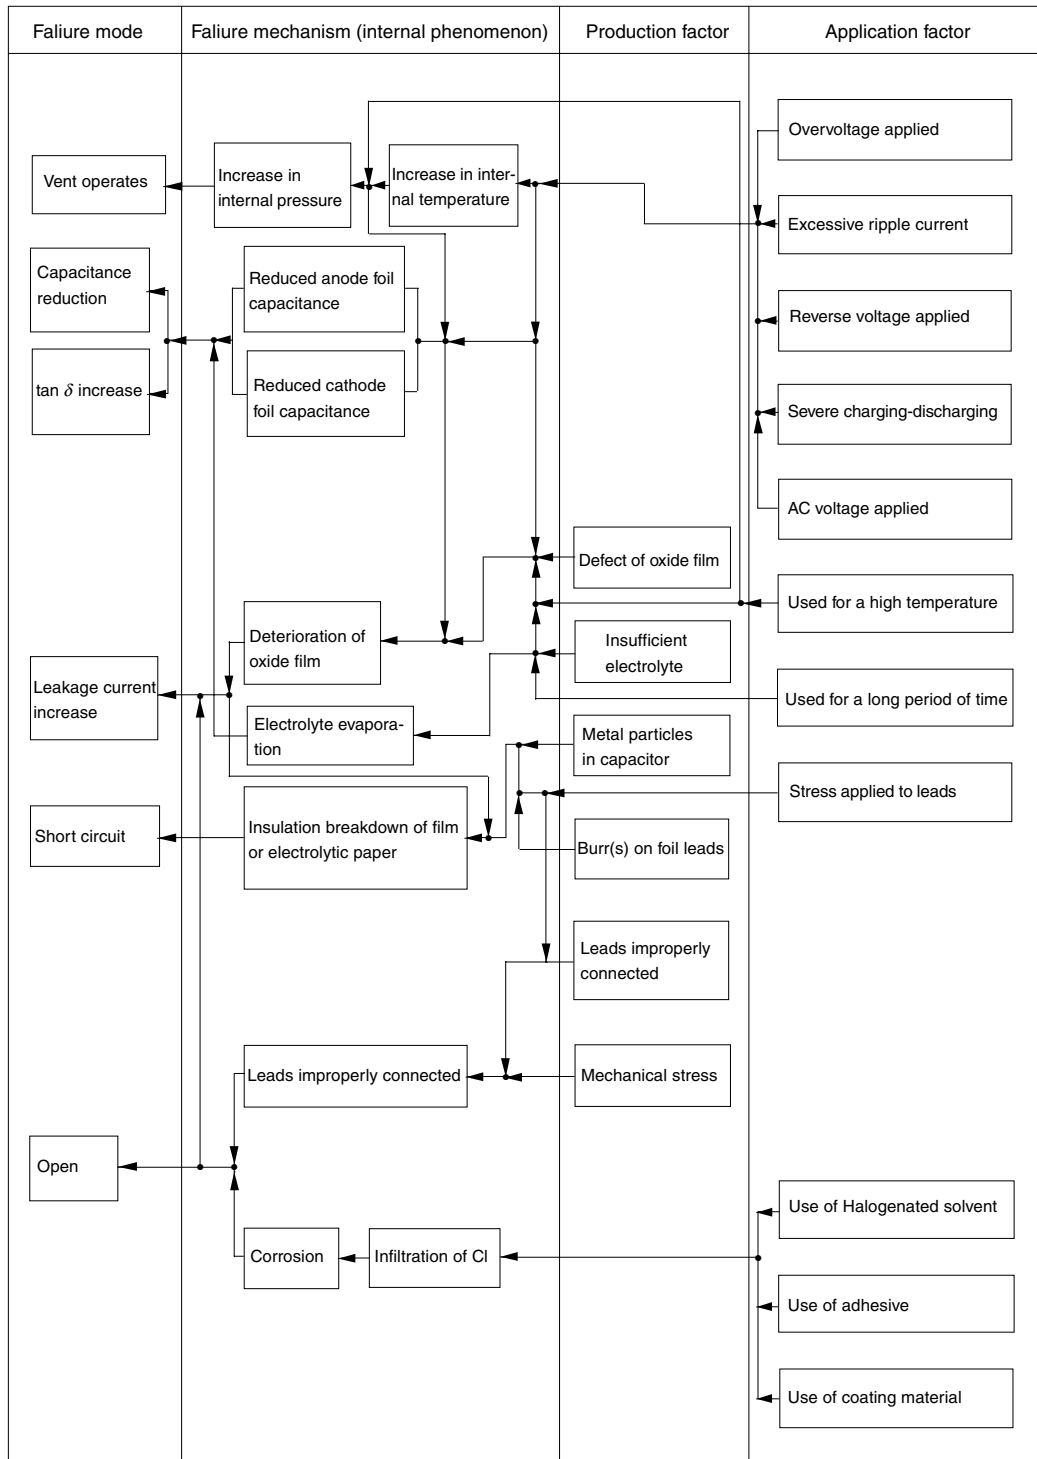 Faliure mode
Faliure mechanism (internal phenomenon)
Production factor
Application factor
Overvoltage applied
Vent operates
Increase in
internal pressure
Increase in inter-
nal temperature
Excessive ripple current
Capacitance
reduction
Reduced anode foil
capacitance
Reverse voltage applied
tan δ increase
Reduced cathode
foil capacitance
Severe charging-discharging
AC voltage applied
Defect of oxide film
Used for a high temperature
Deterioration of
oxide film
Insufficient
electrolyte
Leakage current
increase
Used for a long period of time
Electrolyte evapora-
tion
Metal particles
in capacitor
Stress applied to leads
Short circuit
Insulation breakdown of film
or electrolytic paper
Burr(s) on foil leads
Leads improperly
connected
Leads improperly connected
Mechanical stress
Open
Use of Halogenated solvent
Corrosion
Infiltration of Cl
Use of adhesive
Use of coating material